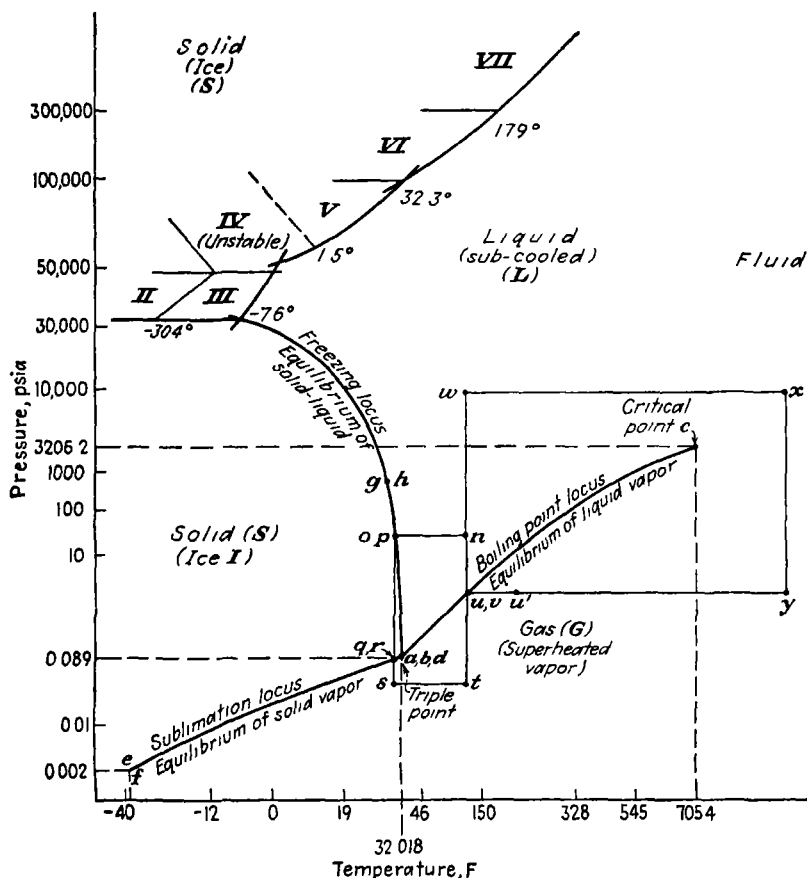 Solid
(Ice)
(S)
VII
300,000
179°
VI
100,000
32 3°
V
IV
(Unstable)
15°
Liquid
(sub-cooled)
(L)
Fluid
50,000
II
III
-76°
30,000
-304°
Freezing locus
Equilibrium of
solid-liquid
10,000
w
x
Critical
point c
3206 2
1000
g
h
100
Solid (S)
(Ice I)
o p
n
10
Boiling point locus
Equilibrium of liquid vapor
u,v
u'
y
Gas (G)
(Superheated
vapor)
0 089
q,r
a,b,d
s
t
Triple
point
Sublimation locus
Equilibrium of solid vapor
0 01
e
f
0 002
Pressure, psia
-40
-12
0
19
46
150
328
545
7054
32 018
Temperature, F